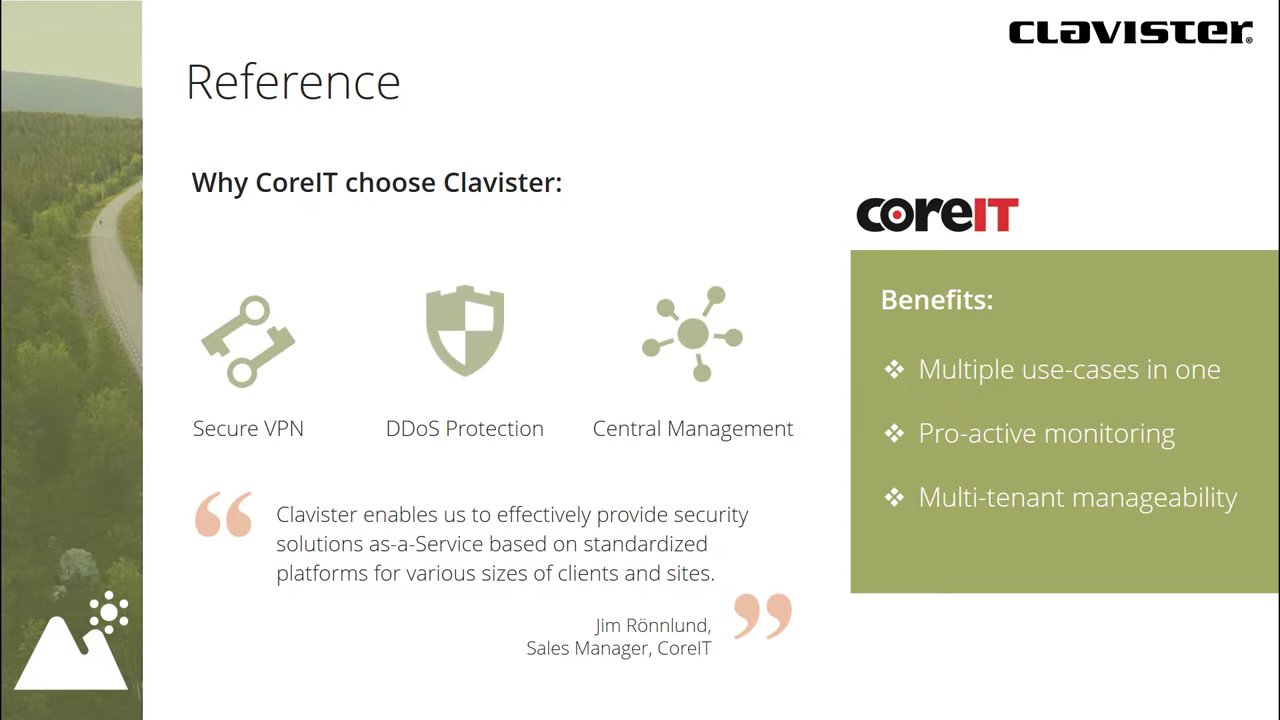 CLAVISTER®
Reference
Why CoreIT choose Clavister:
coreIT
Secure VPN
DDoS Protection
Central Management
Clavister enables us to effectively provide security
solutions as-a-Service based on standardized
platforms for various sizes of clients and sites.
Jim Rönnlund,
Sales Manager, CoreIT
Benefits:
Multiple use-cases in one
Pro-active monitoring
Multi-tenant manageability